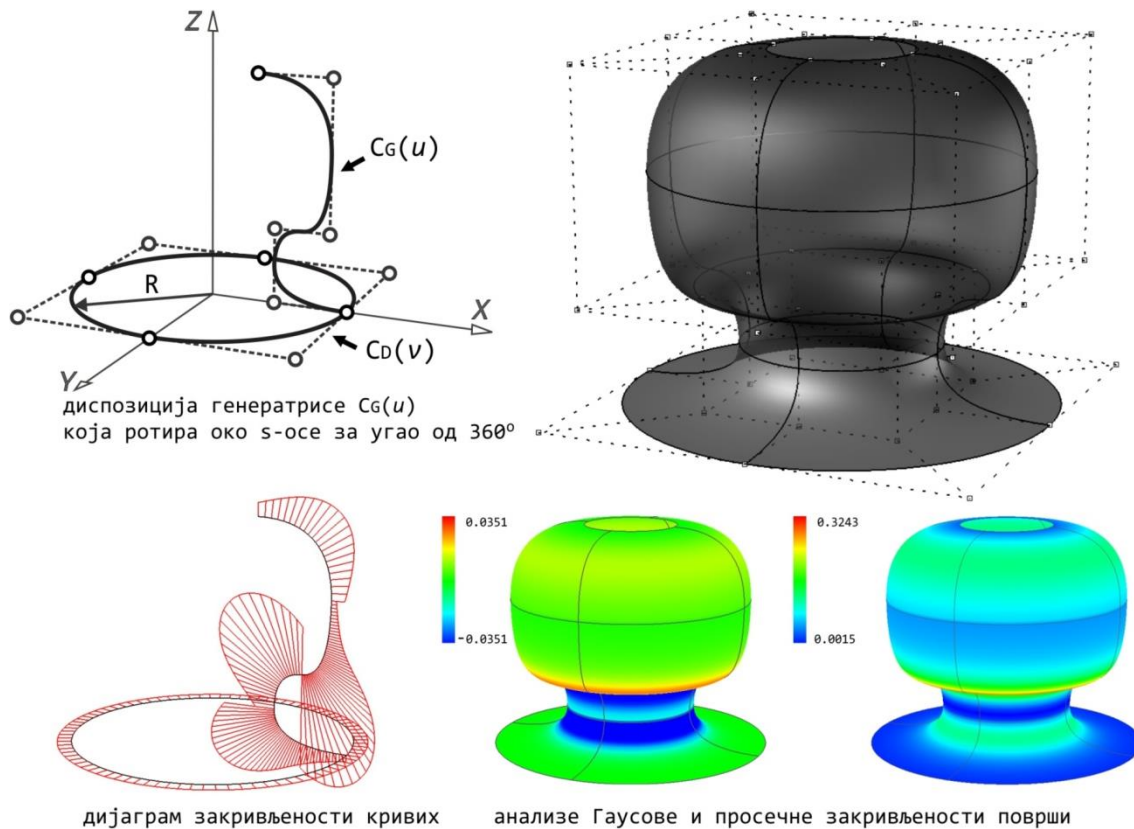 Z
CG(u)
R
X
CD(v)
Y
диспозиција генератрисе CG(u)
која ротира око s-осе за угао од 360º
0.0351
-0.0351
0.3243
0.0015
дијаграм закривљености кривих
анализе Гаусове и просечне закривљености површи